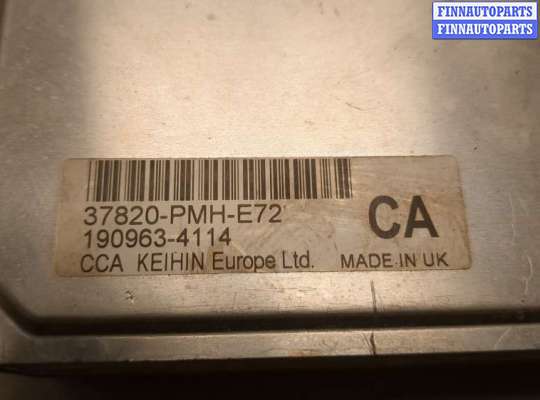 FINNAUTOPARTS
FINNAUTOPARTS
37820-PMH-E72
CA
190963-4114
CCA KEIHIN Europe Ltd. MADE IN UK